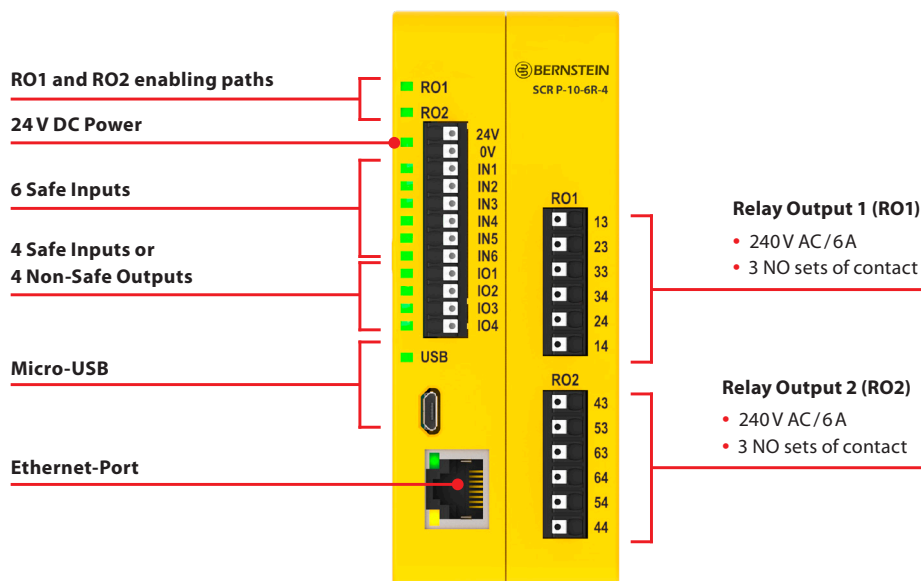 RO1 and RO2 enabling paths
24 V DC Power
6 Safe Inputs
4 Safe Inputs or
4 Non-Safe Outputs
Micro-USB
Ethernet-Port
RO1
RO2
24V
0V
IN1
IN2
IN3
IN4
IN5
IN6
IO1
IO2
IO3
IO4
USB
BERNSTEIN
SCR P-10-6R-4
RO1
13
23
33
34
24
14
RO2
43
53
63
64
54
44
Relay Output 1 (RO1)
• 240 V AC / 6 A
• 3 NO sets of contact
Relay Output 2 (RO2)
• 240 V AC / 6 A
• 3 NO sets of contact